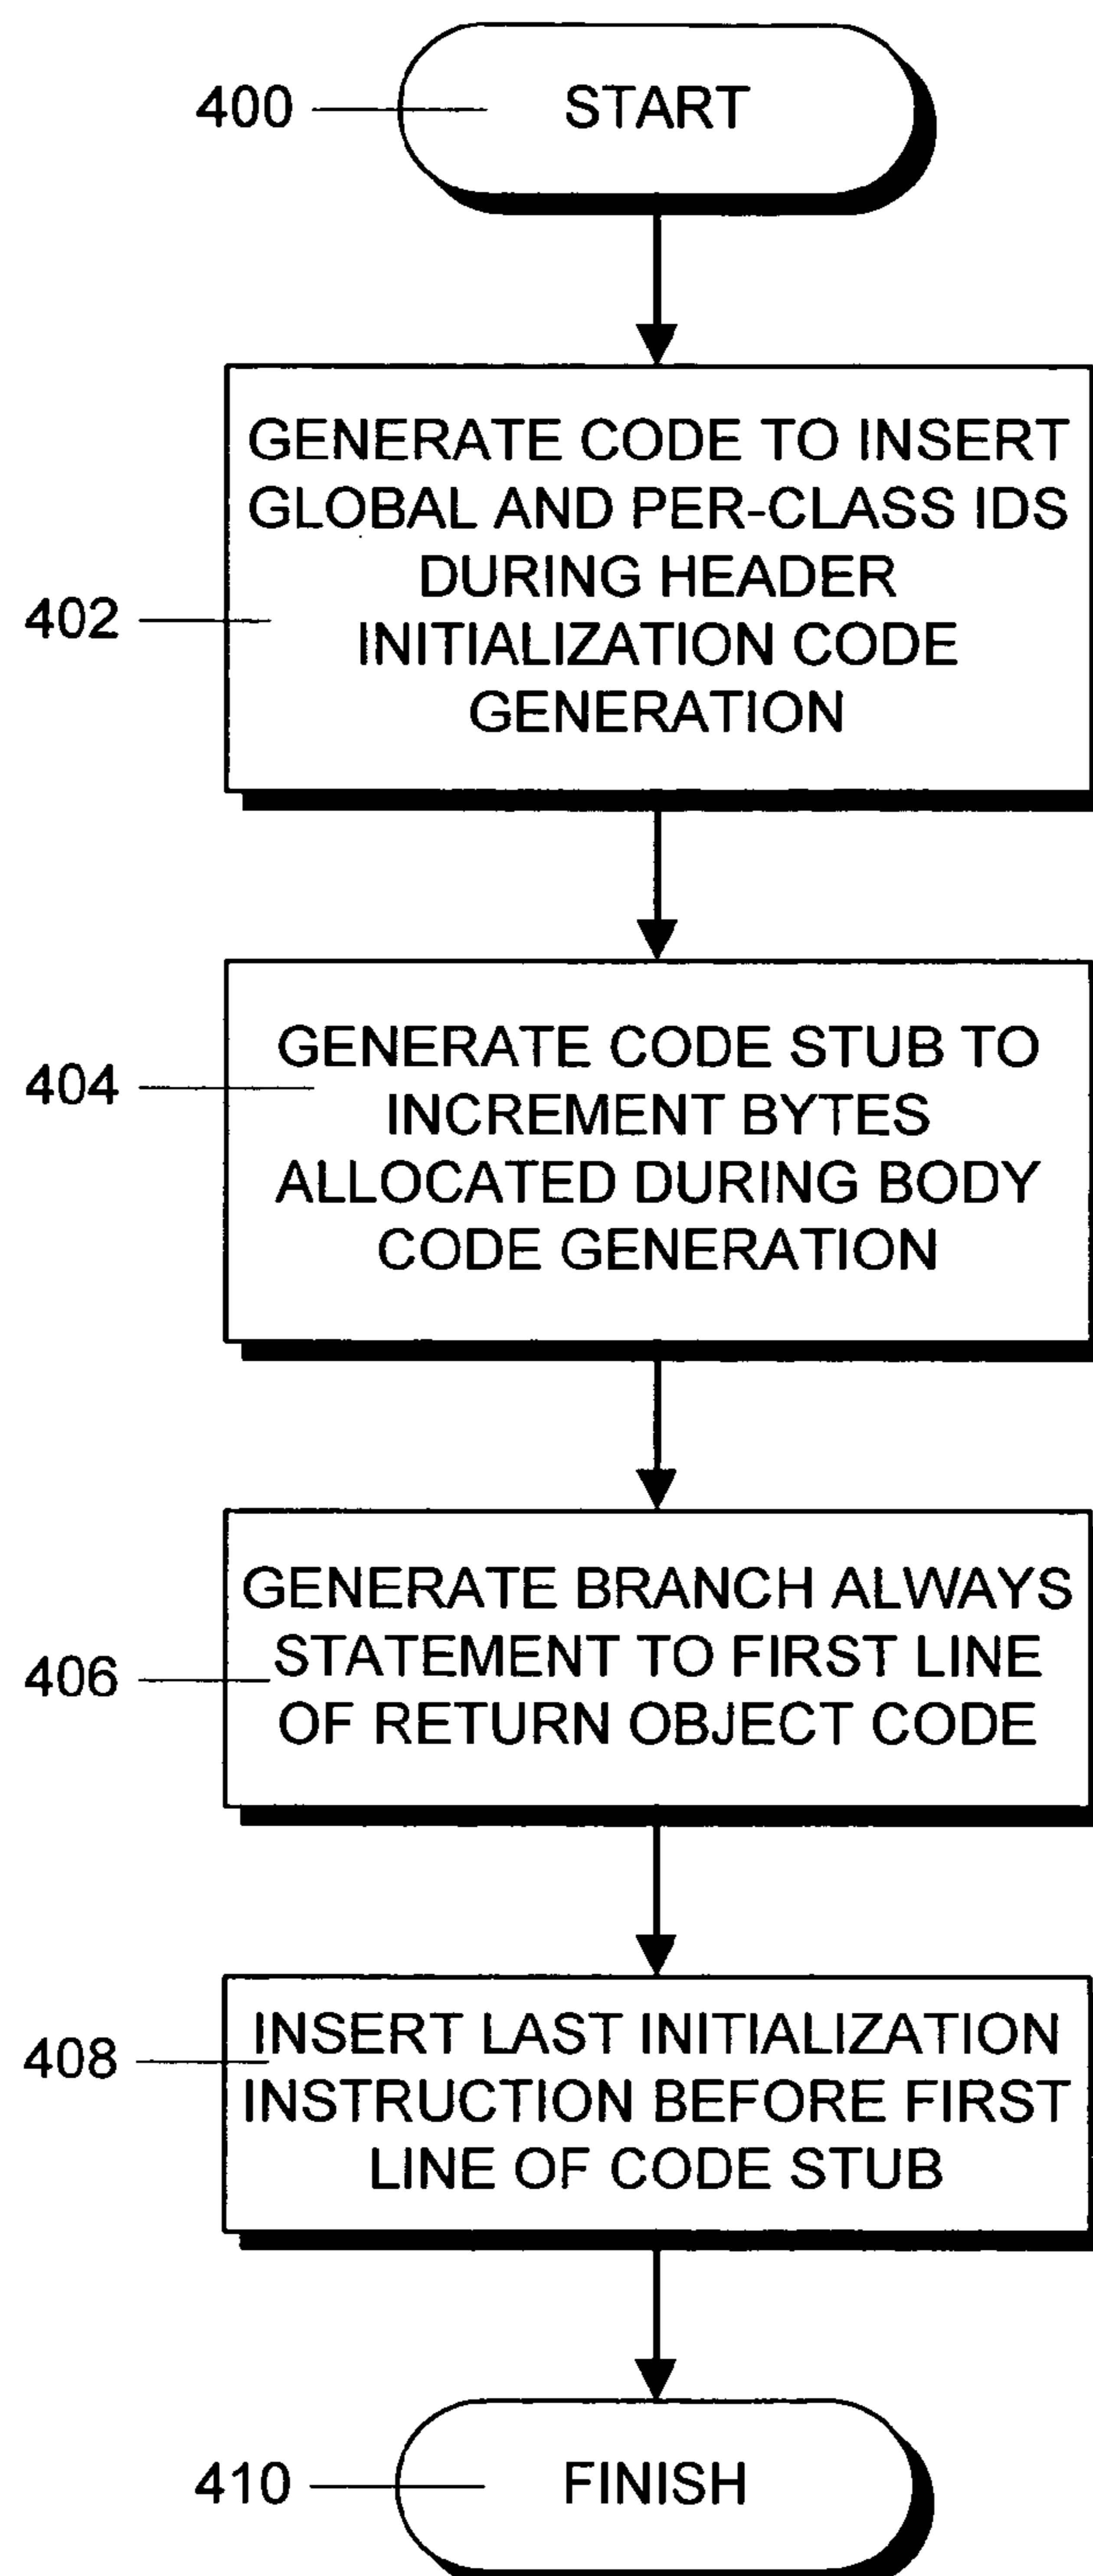 400
START
402
GENERATE CODE TO INSERT
GLOBAL AND PER-CLASS IDS
DURING HEADER
INITIALIZATION CODE
GENERATION
404
GENERATE CODE STUB TO
INCREMENT BYTES
ALLOCATED DURING BODY
CODE GENERATION
406
GENERATE BRANCH ALWAYS
STATEMENT TO FIRST LINE
OF RETURN OBJECT CODE
408
INSERT LAST INITIALIZATION
INSTRUCTION BEFORE FIRST
LINE OF CODE STUB
410
FINISH